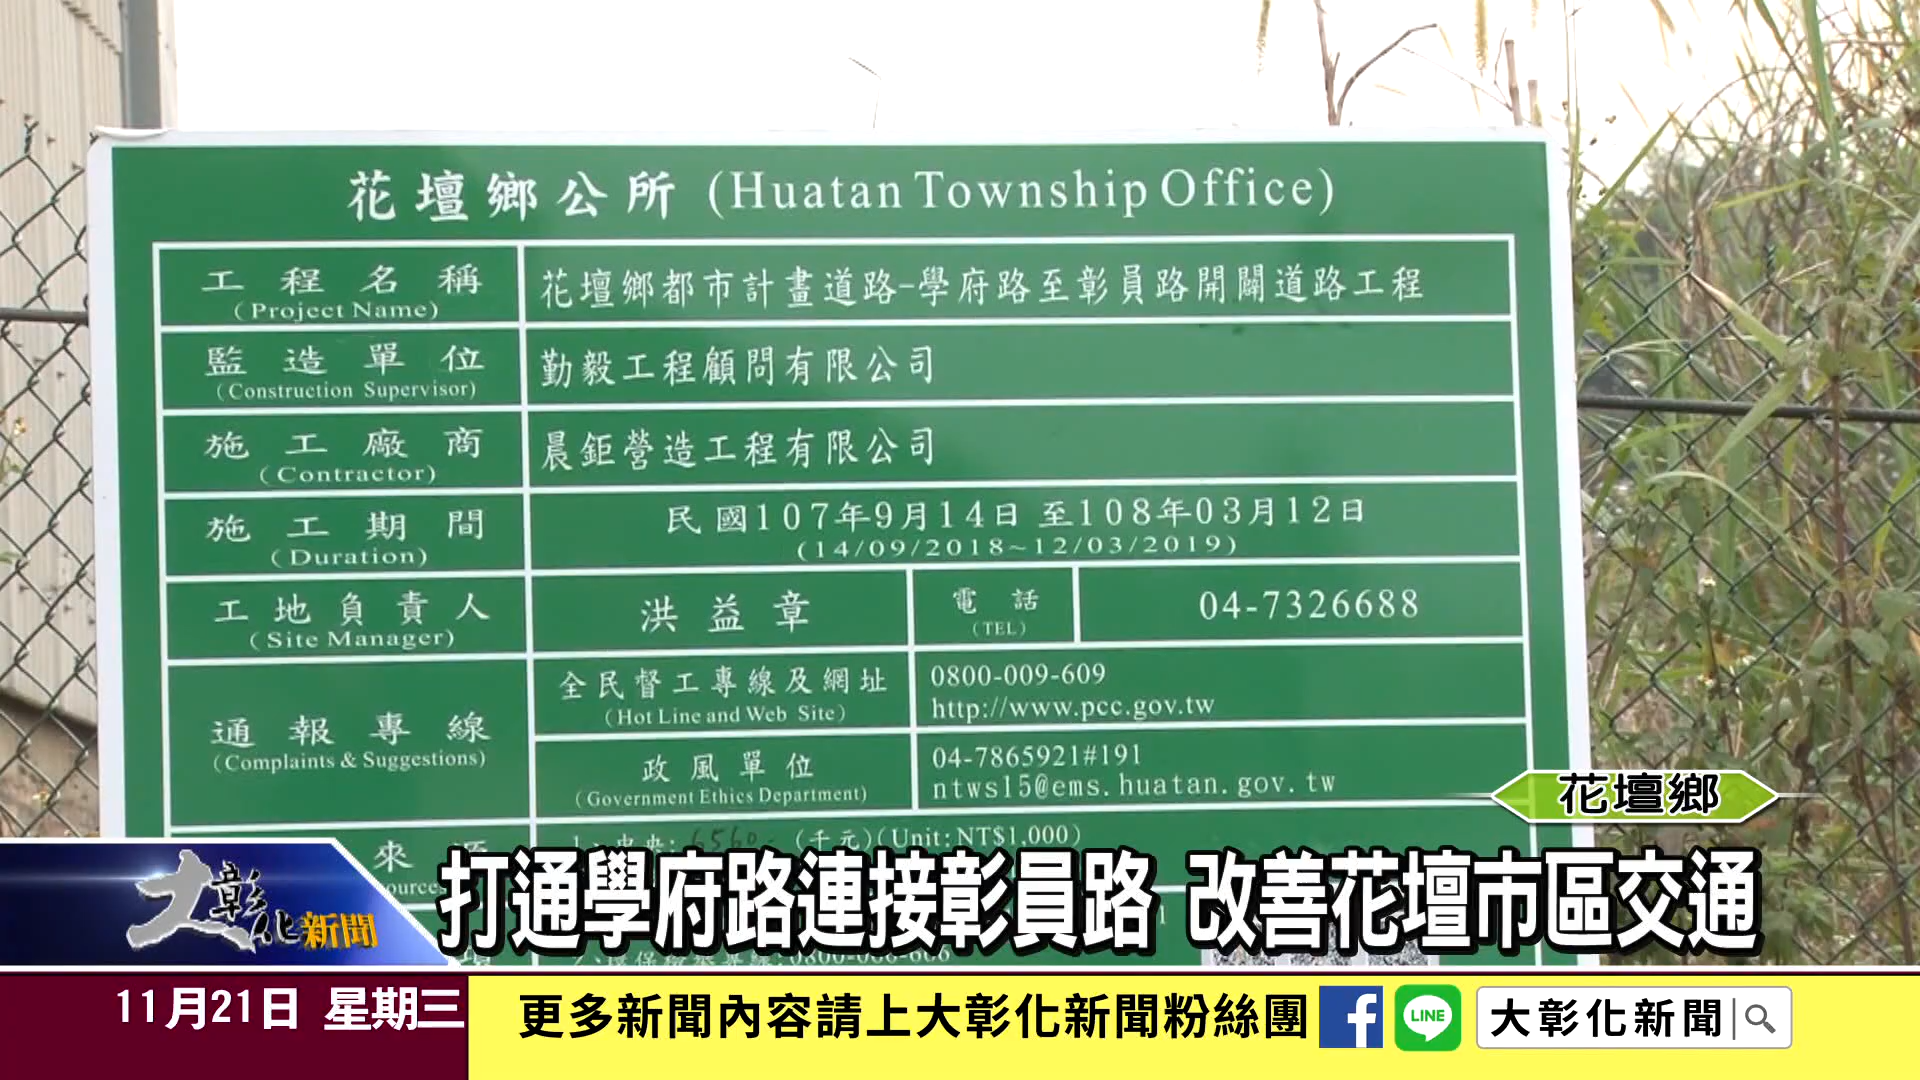 花壇鄉公所 (Huatan Township Office)
工程名稱
(Project Name)
花壇鄉都市計畫道路-學府路至彰員路開闢道路工程
監造單位
(Construction Supervisor)
勤毅工程顧問有限公司
施工廠商
(Contractor)
晨鉅營造工程有限公司
施工期間
(Duration)
民國107年9月14日至108年03月12日
(14/09/2018~12/03/2019)
工地負責人
(Site Manager)
洪益章
電話
(TEL)
04-7326688
通報專線
(Complaints & Suggestions)
全民督工專線及網址
(Hot Line and Web Site)
0800-009-609
http://www.pcc.gov.tw
政風單位
(Government Ethics Department)
04-7865921#191
ntws15@ems.huatan.gov.tw
花壇鄉
來
(千元)(Unit:NT$1,000)
大彰化新聞
打通學府路連接彰員路 改善花壇市區交通
11月21日 星期三
更多新聞內容請上大彰化新聞粉絲團
f
LINE
大彰化新聞